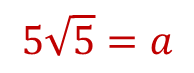 5√5 = a